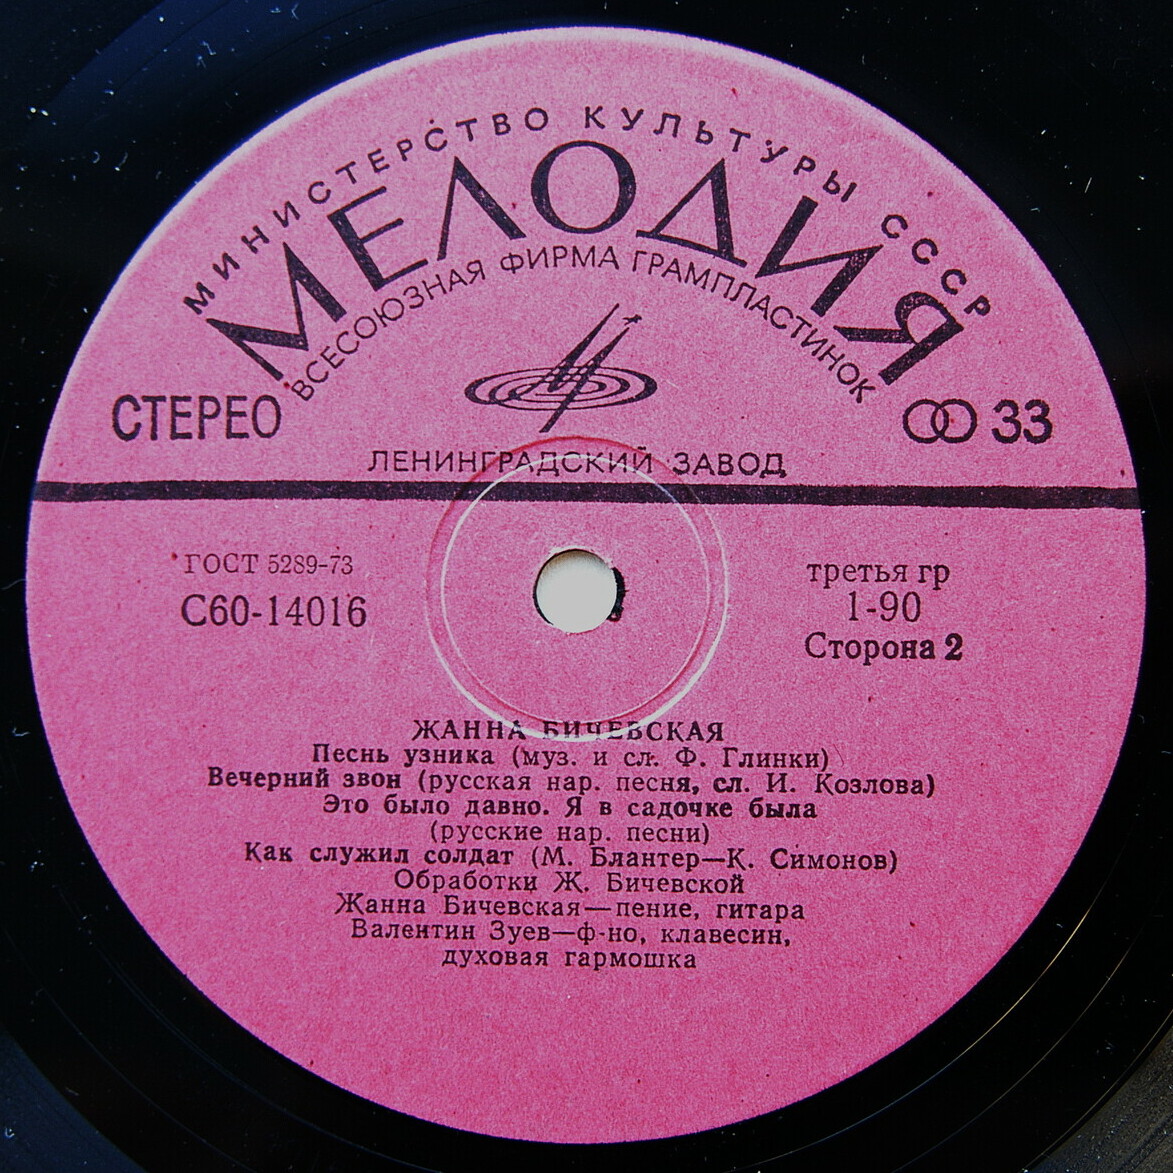 МИНИСТЕРСТВО КУЛЬТУРЫ СССР
МЕЛОДИЯ
ВСЕСОЮЗНАЯ ФИРМА ГРАМПЛАСТИНОК
СТЕРЕО
33
ЛЕНИНГРАДСКИЙ ЗАВОД
ГОСТ 5289-73
С60-14016
третья гр
1-90
Сторона 2
ЖАННА БИЧЕВСКАЯ
Песнь узника (муз. и сл. Ф. Глинки)
Вечерний звон (русская нар. песня, сл. И. Козлова)
Это было давно. Я в садочке была
(русские нар. песни)
Как служил солдат (М. Блантер—К. Симонов)
Обработки Ж. Бичевской
Жанна Бичевская—пение, гитара
Валентин Зуев—ф-но, клавесин,
духовая гармошка